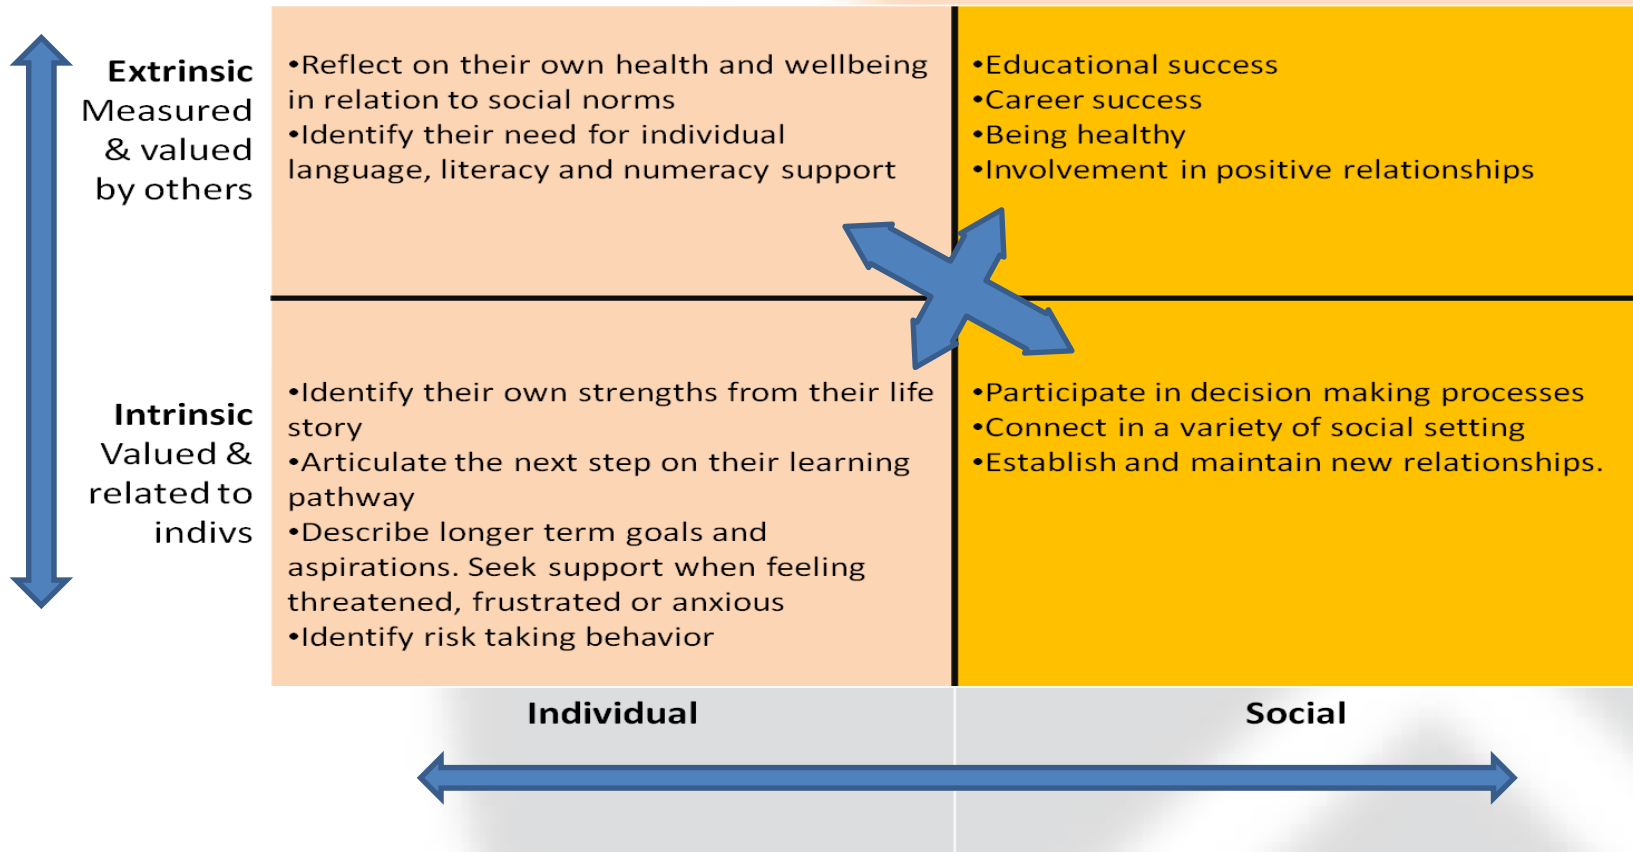 Extrinsic
Measured
& valued
by others
•Reflect on their own health and wellbeing
in relation to social norms
•Identify their need for individual
language, literacy and numeracy support
•Educational success
•Career success
•Being healthy
•Involvement in positive relationships
Intrinsic
Valued &
related to
indivs
•Identify their own strengths from their life
story
•Articulate the next step on their learning
pathway
•Describe longer term goals and
aspirations. Seek support when feeling
threatened, frustrated or anxious
•Identify risk taking behavior
•Participate in decision making processes
•Connect in a variety of social setting
•Establish and maintain new relationships.
Individual
Social